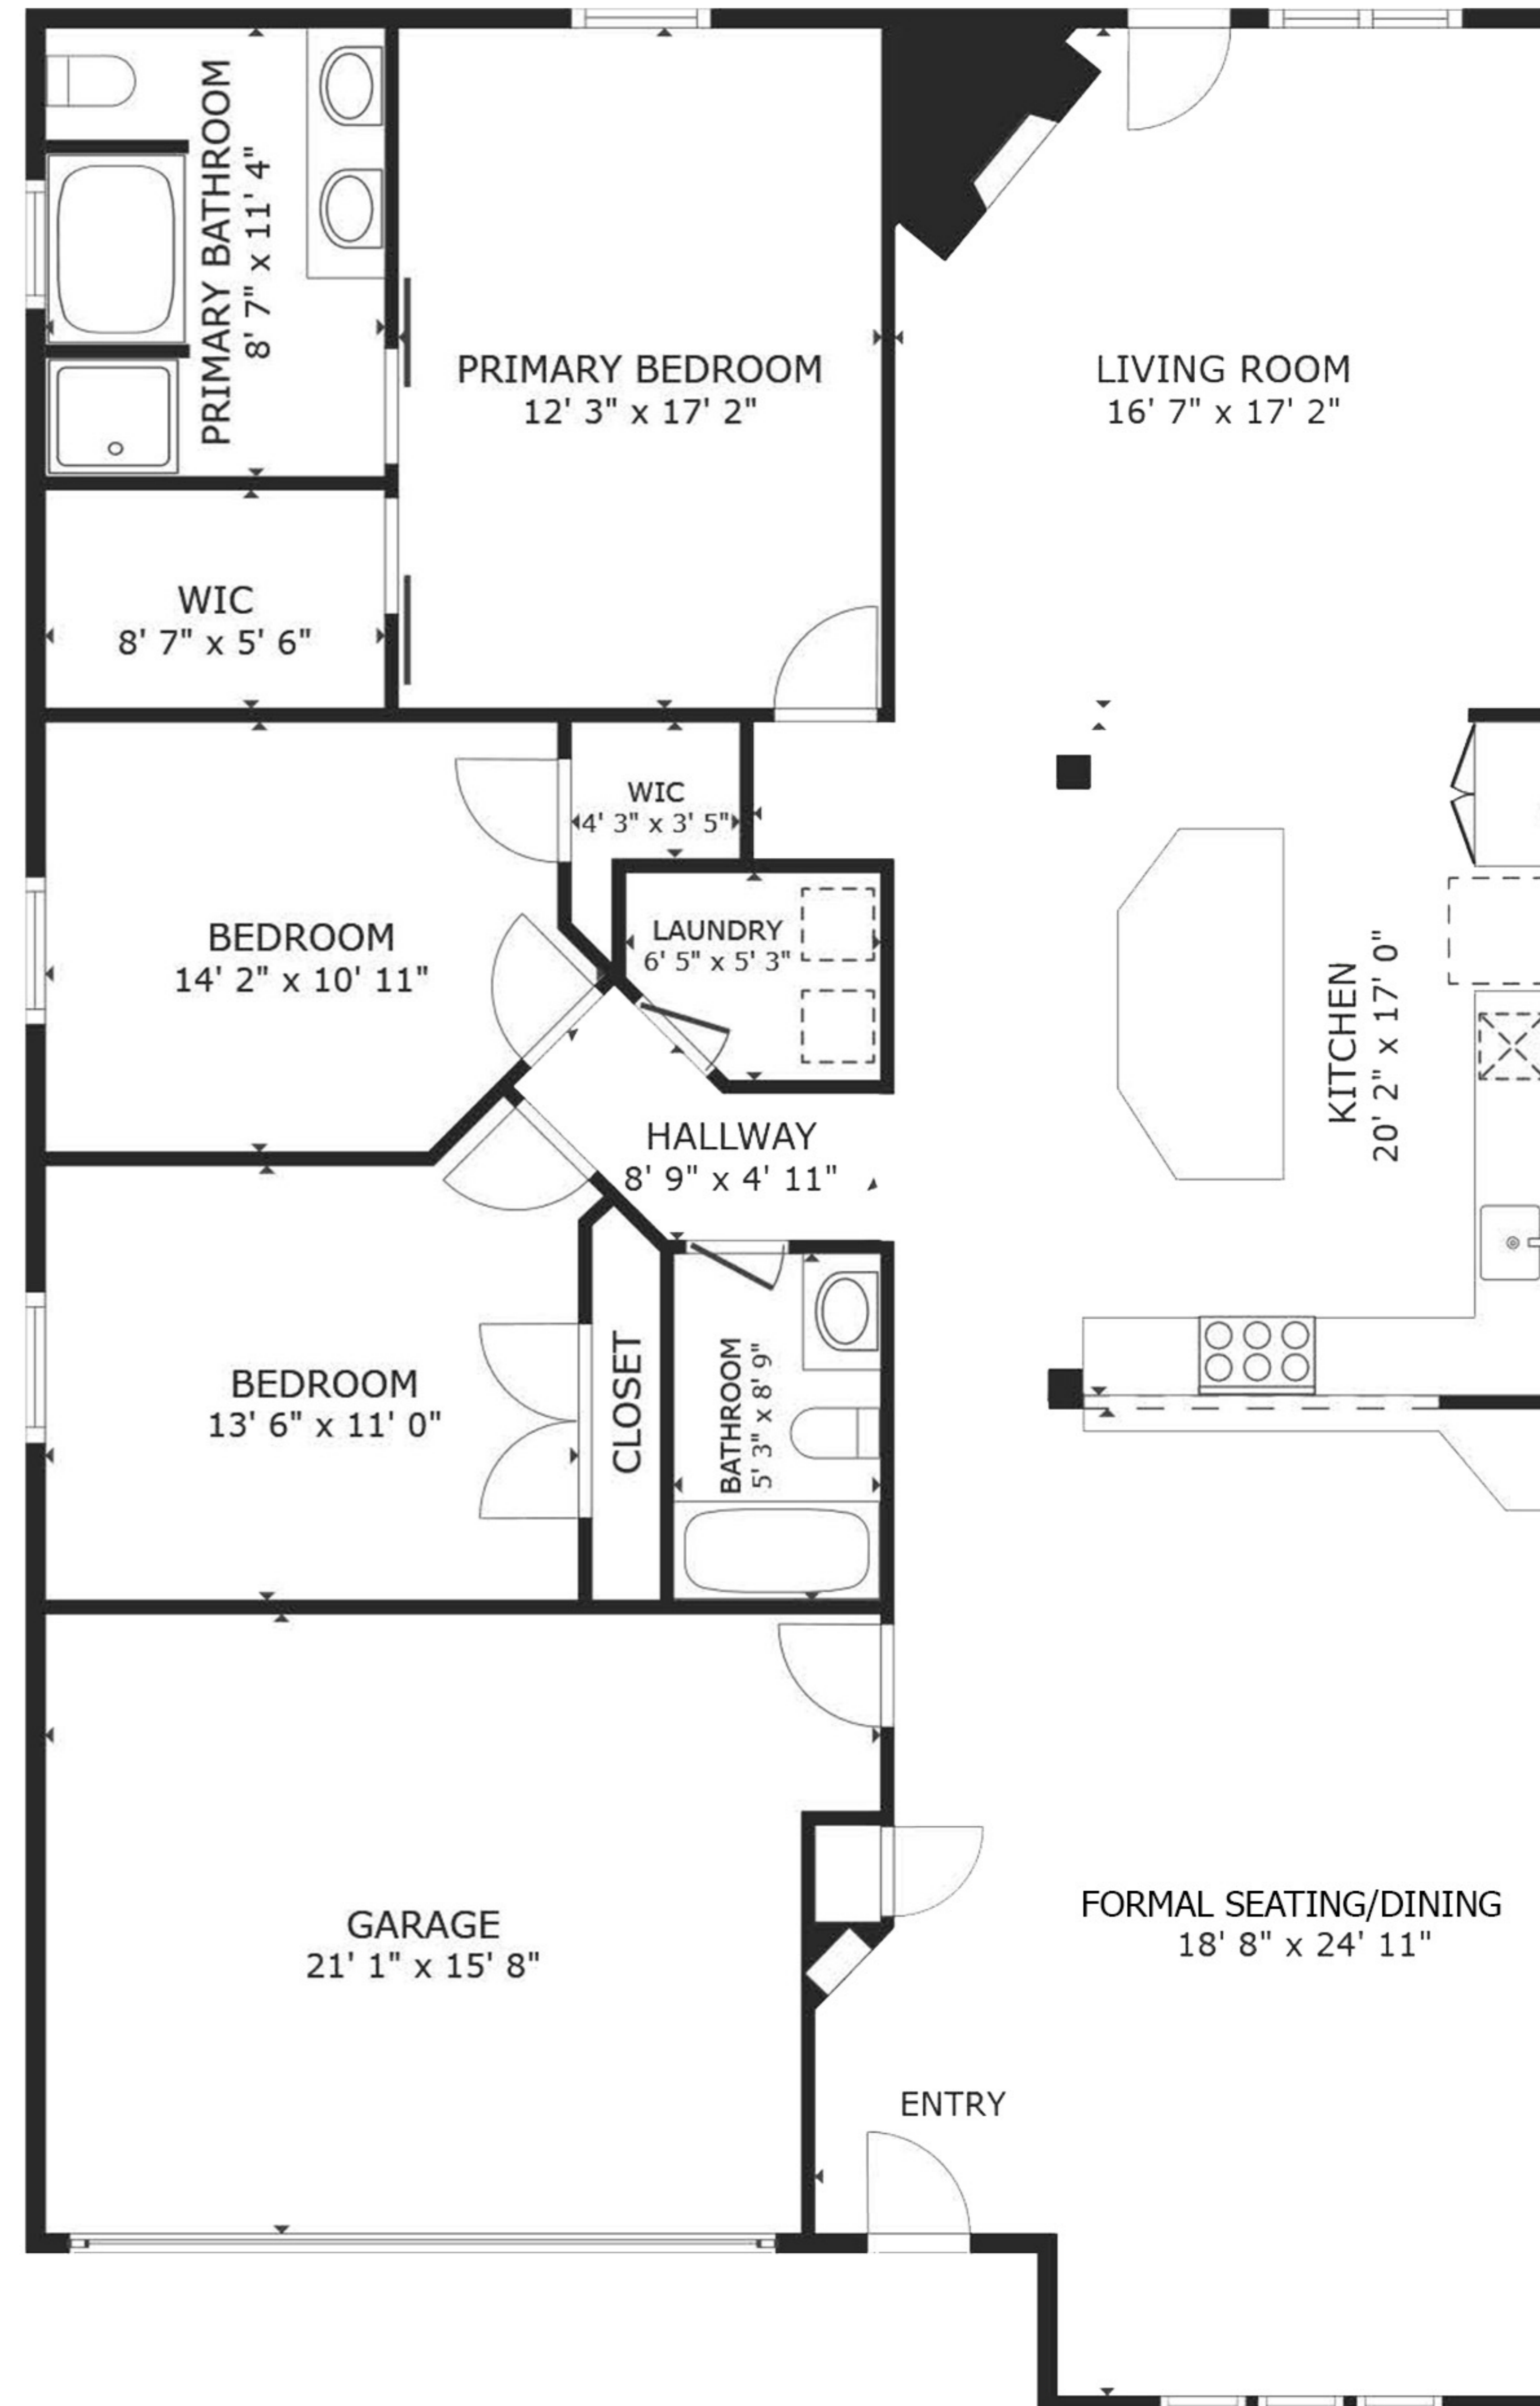 PRIMARY BATHROOM
8' 7" x 11' 4"
PRIMARY BEDROOM
12' 3" x 17' 2"
LIVING ROOM
16' 7" x 17' 2"
WIC
8' 7" x 5' 6"
WIC
4' 3" x 3' 5"
BEDROOM
14' 2" x 10' 11"
LAUNDRY
6' 5" x 5' 3"
KITCHEN
20' 2" x 17' 0"
HALLWAY
8' 9" x 4' 11"
BEDROOM
13' 6" x 11' 0"
CLOSET
BATHROOM
5' 3" x 8' 9"
GARAGE
21' 1" x 15' 8"
FORMAL SEATING/DINING
18' 8" x 24' 11"
ENTRY